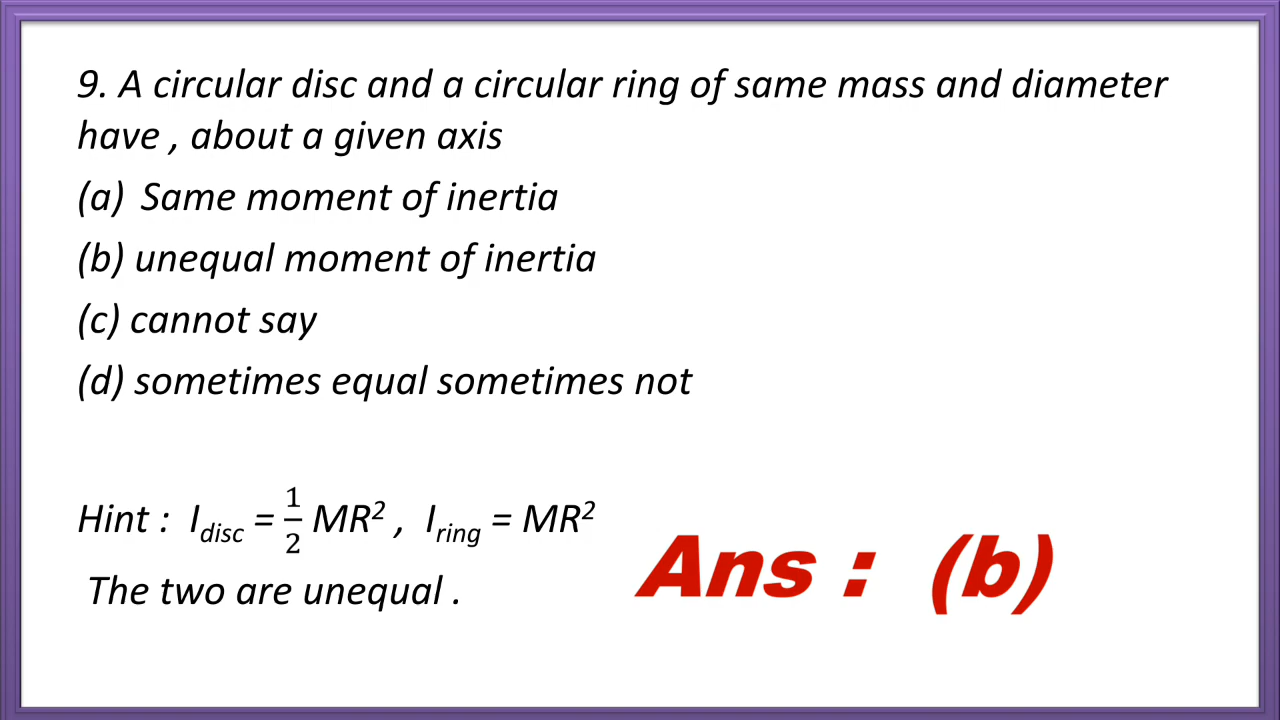 9. A circular disc and a circular ring of same mass and diameter
have , about a given axis
(a) Same moment of inertia
(b) unequal moment of inertia
(c) cannot say
(d) sometimes equal sometimes not
Hint : I_disc = 1/2 MR² , I_ring = MR²
The two are unequal .
Ans : (b)